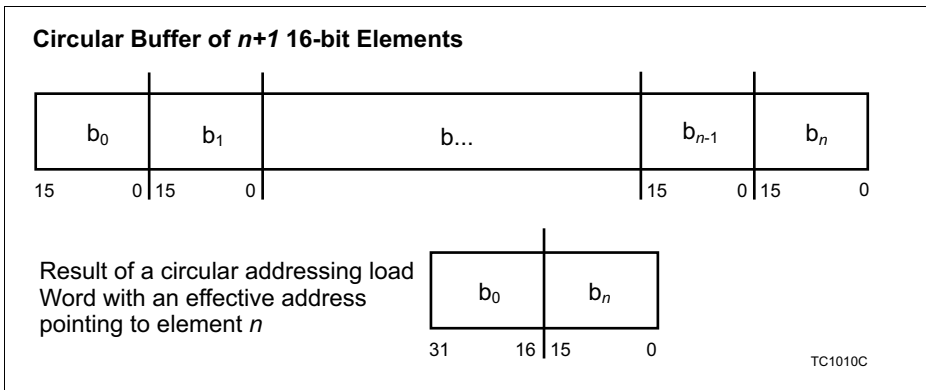 Circular Buffer of n+1 16-bit Elements
b0 b1 b... bn-1 bn
15 0 15 0 15 0 15 0
Result of a circular addressing load
Word with an effective address
pointing to element n
b0 bn
31 16 15 0
TC1010C